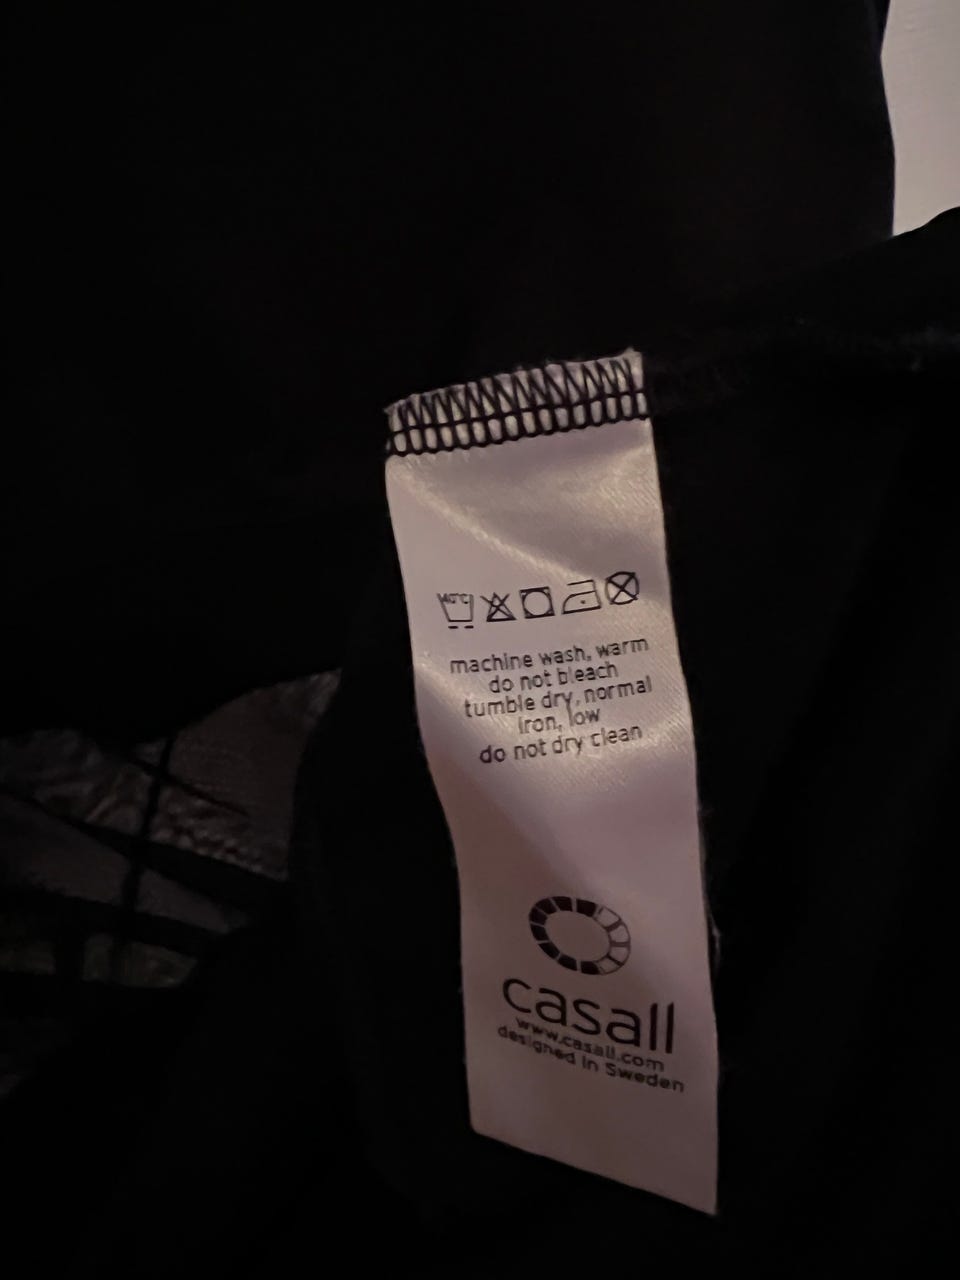 40°C
machine wash, warm
do not bleach
tumble dry, normal
iron, low
do not dry clean
casall
www.casall.com
designed in Sweden